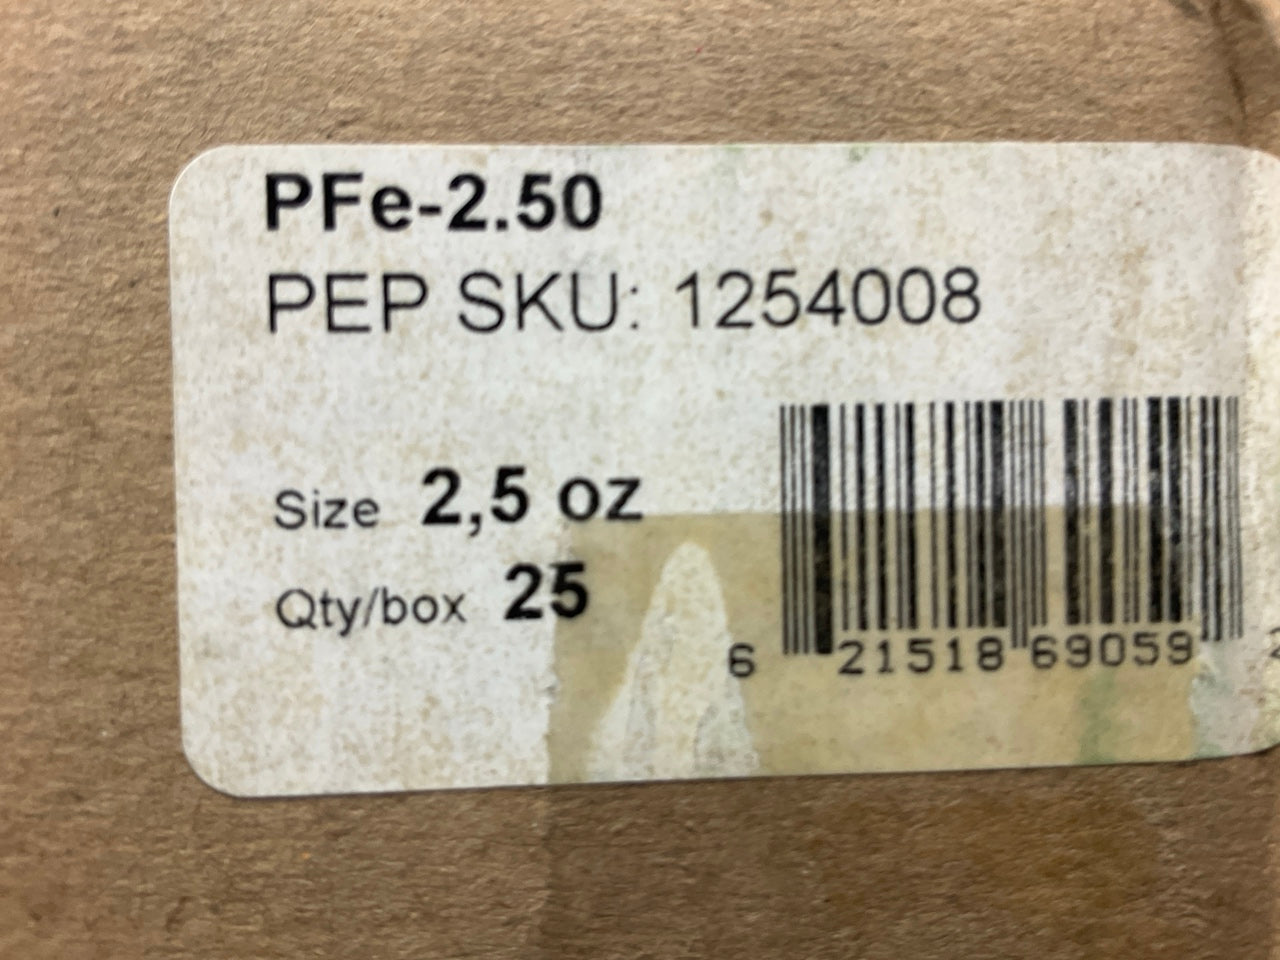 PFe-2.50
PEP SKU: 1254008
Size 2,5 oz
Qty/box 25
6 21518 69059